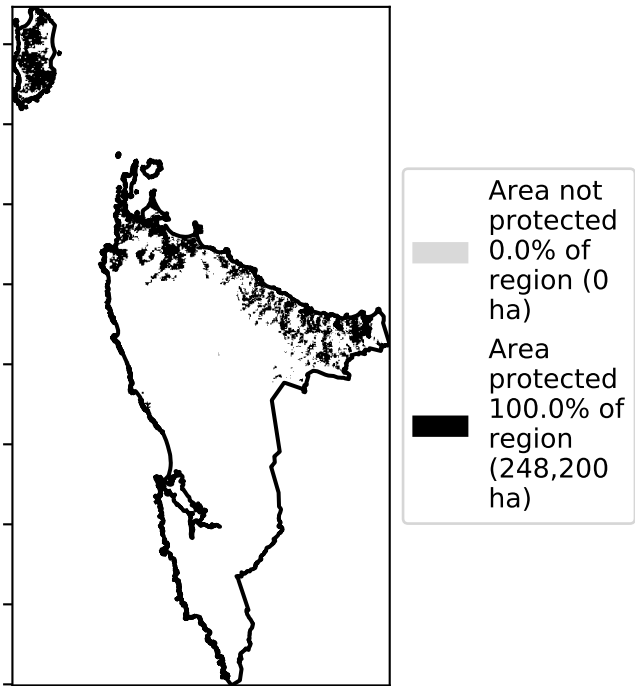 Area not
protected
0.0% of
region (0
ha)
Area
protected
100.0% of
region
(248,200
ha)